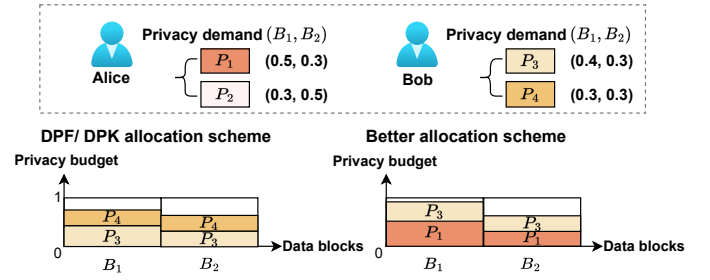 Privacy demand (B₁, B₂)
Privacy demand (B₁, B₂)
P₁ (0.5, 0.3)
P₃ (0.4, 0.3)
Alice
Bob
P₂ (0.3, 0.5)
P₄ (0.3, 0.3)
DPF/ DPK allocation scheme
Privacy budget
1
P₄
P₄
P₃
P₃
0
Data blocks
B₁
B₂
Better allocation scheme
Privacy budget
1
P₃
P₃
P₁
P₁
0
Data blocks
B₁
B₂